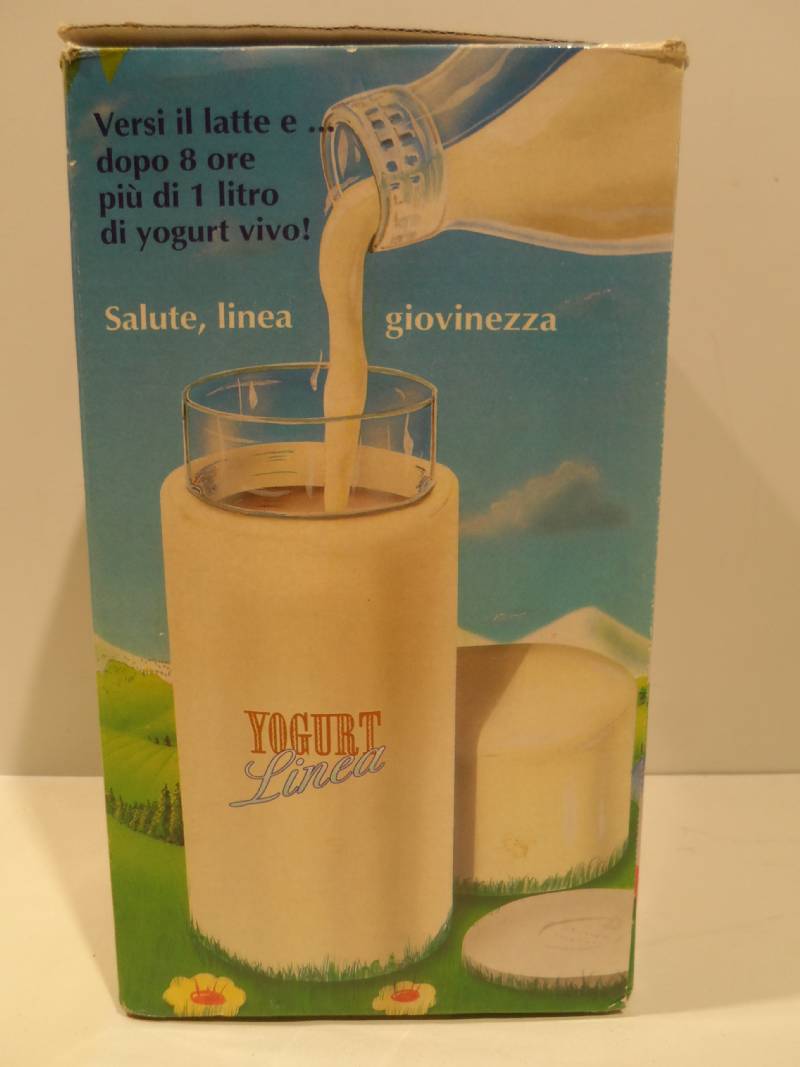 Versi il latte e ...
dopo 8 ore
più di 1 litro
di yogurt vivo!
Salute, linea giovinezza
YOGURT
Linea